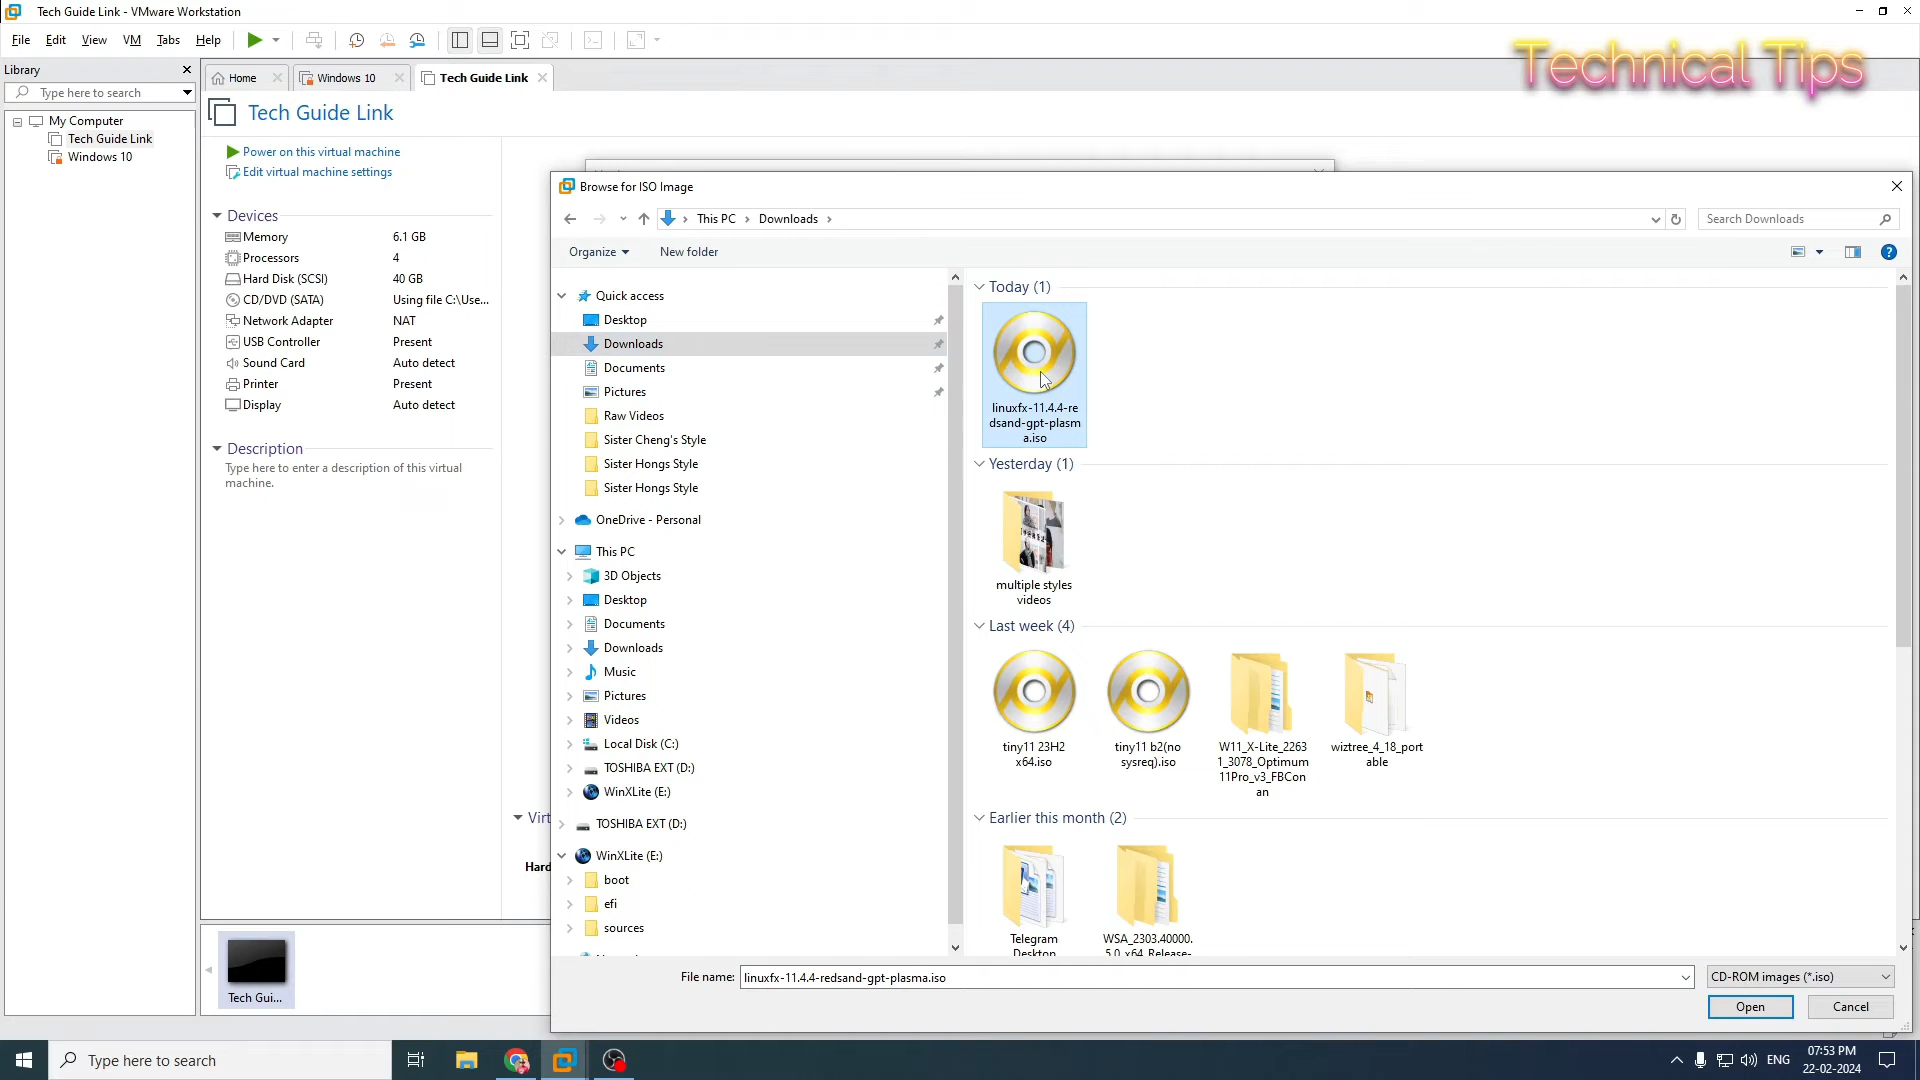 Tech Guide Link - VMware Workstation
File Edit View VM Tabs Help
Technical Tips
Library
Type here to search
My Computer
Tech Guide Link
Windows 10
Home
Windows 10
Tech Guide Link
Tech Guide Link
Power on this virtual machine
Edit virtual machine settings
Devices
Memory 6.1 GB
Processors 4
Hard Disk (SCSI) 40 GB
CD/DVD (SATA) Using file C:\Use...
Network Adapter NAT
USB Controller Present
Sound Card Auto detect
Printer Present
Display Auto detect
Description
Type here to enter a description of this virtual
machine.
Virt
Hard
Tech Gui...
Browse for ISO Image
This PC > Downloads >
Search Downloads
Organize
New folder
Quick access
Desktop
Downloads
Documents
Pictures
Raw Videos
Sister Cheng's Style
Sister Hongs Style
Sister Hongs Style
OneDrive - Personal
This PC
3D Objects
Desktop
Documents
Downloads
Music
Pictures
Videos
Local Disk (C:)
TOSHIBA EXT (D:)
WinXLite (E:)
TOSHIBA EXT (D:)
WinXLite (E:)
boot
efi
sources
Today (1)
linuxfx-11.4.4-re
dsand-gpt-plasm
a.iso
Yesterday (1)
multiple styles
videos
Last week (4)
tiny11 23H2
x64.iso
tiny11 b2(no
sysreq).iso
W11_X-Lite_2263
1_3078_Optimum
11Pro_v3_FBCon
an
wiztree_4_18_port
able
Earlier this month (2)
Telegram
Desktop
WSA_2303.40000.
5.0_x64_Release-
File name: linuxfx-11.4.4-redsand-gpt-plasma.iso
CD-ROM images (*.iso)
Open
Cancel
Type here to search
ENG
07:53 PM
22-02-2024